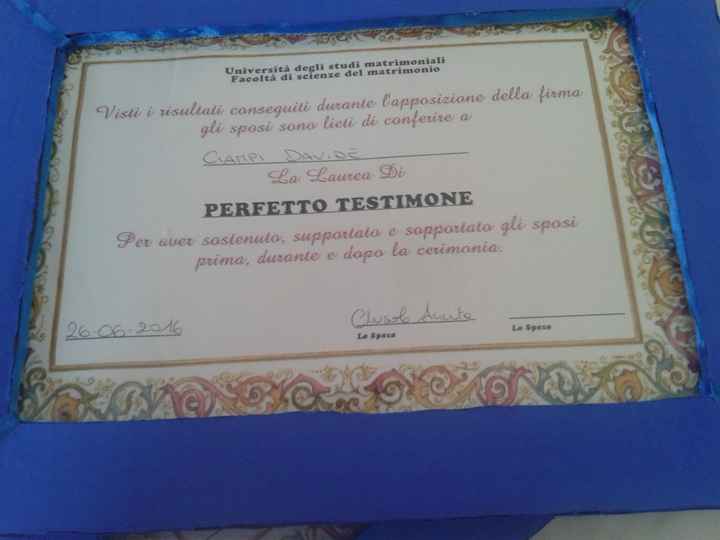 Università degli studi matrimoniali
Facoltà di scienze del matrimonio
Visti i risultati conseguiti durante l'apposizione della firma
gli sposi sono lieti di conferire a
CIAMPI DAVIDE
La Laurea Di
PERFETTO TESTIMONE
Per aver sostenuto, supportato e sopportato gli sposi
prima, durante e dopo la cerimonia.
26-06-2016
Lo Sposo
La Sposa